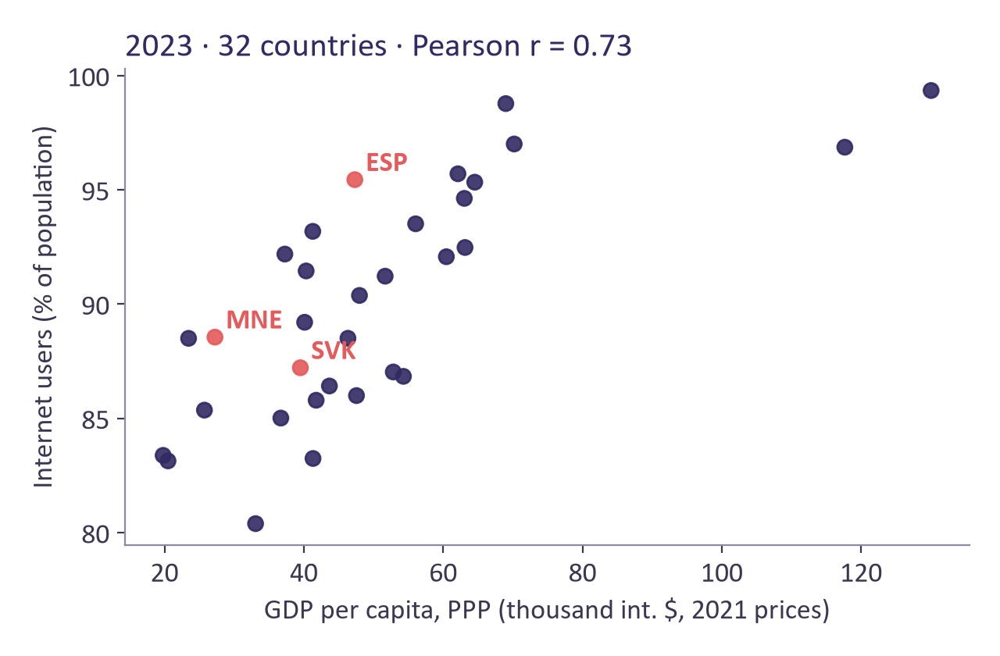 2023 · 32 countries · Pearson r = 0.73
100
95
90
85
80
Internet users (% of population)
ESP
MNE
SVK
20
40
60
80
100
120
GDP per capita, PPP (thousand int. $, 2021 prices)